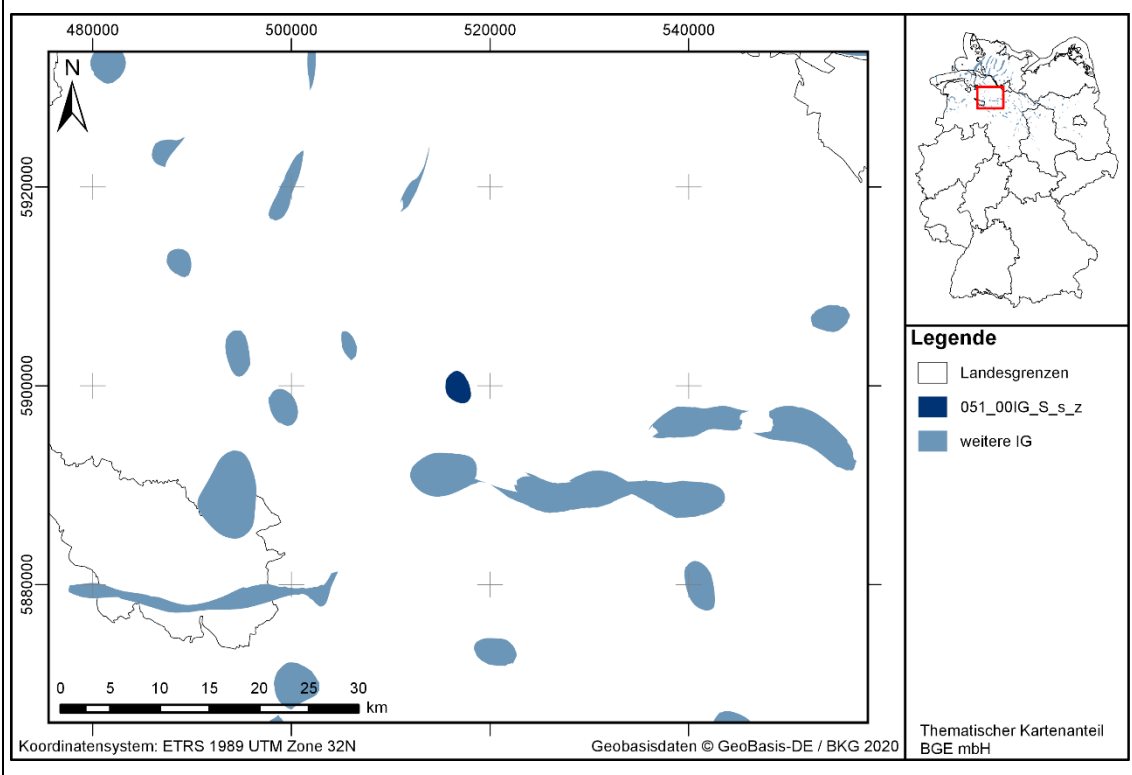 480000 500000 520000 540000
N
5920000
5900000
5880000
0 5 10 15 20 25 30
km
Koordinatensystem: ETRS 1989 UTM Zone 32N
Geobasisdaten © GeoBasis-DE / BKG 2020
Legende
Landesgrenzen
051_00IG_S_s_z
weitere IG
Thematischer Kartenanteil
BGE mbH